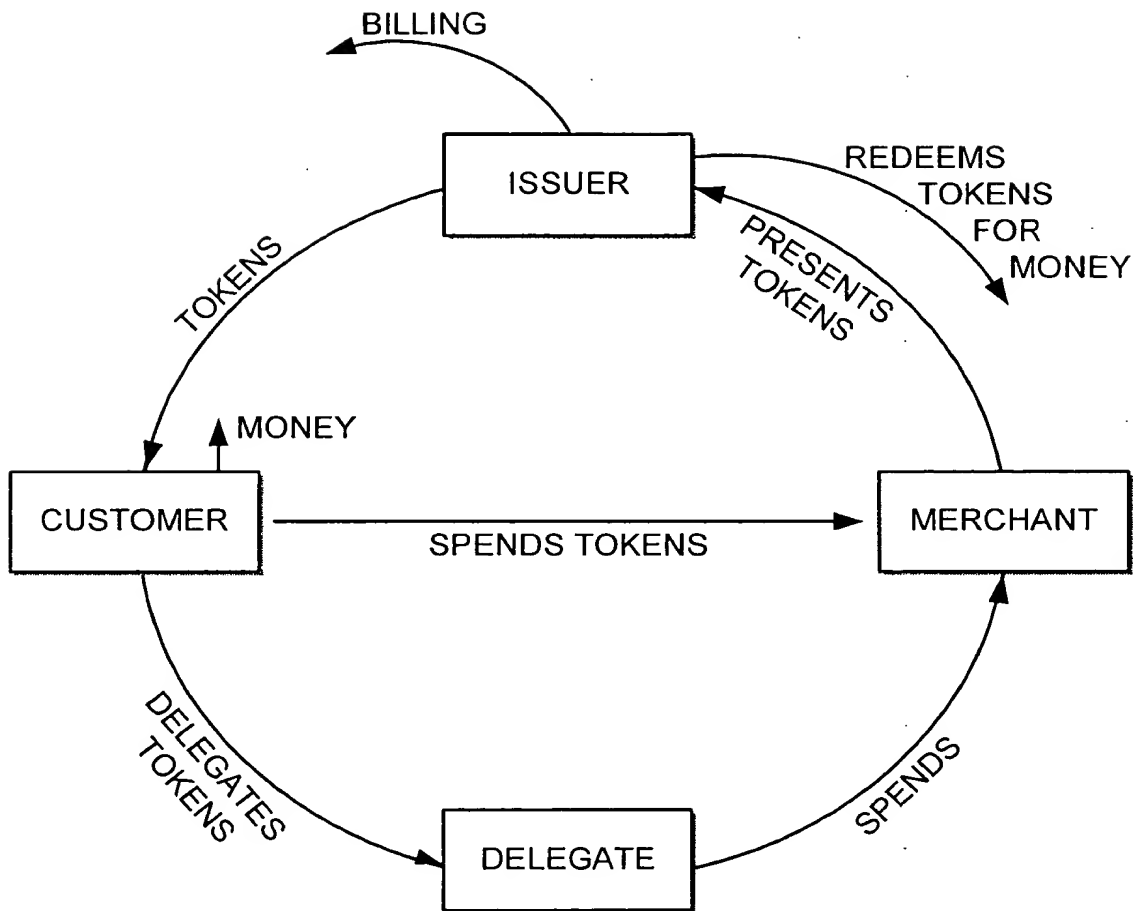 BILLING
ISSUER
REDEEMS
TOKENS
FOR
MONEY
PRESENTS
TOKENS
TOKENS
MONEY
CUSTOMER
SPENDS TOKENS
MERCHANT
DELEGATES
TOKENS
DELEGATE
SPENDS